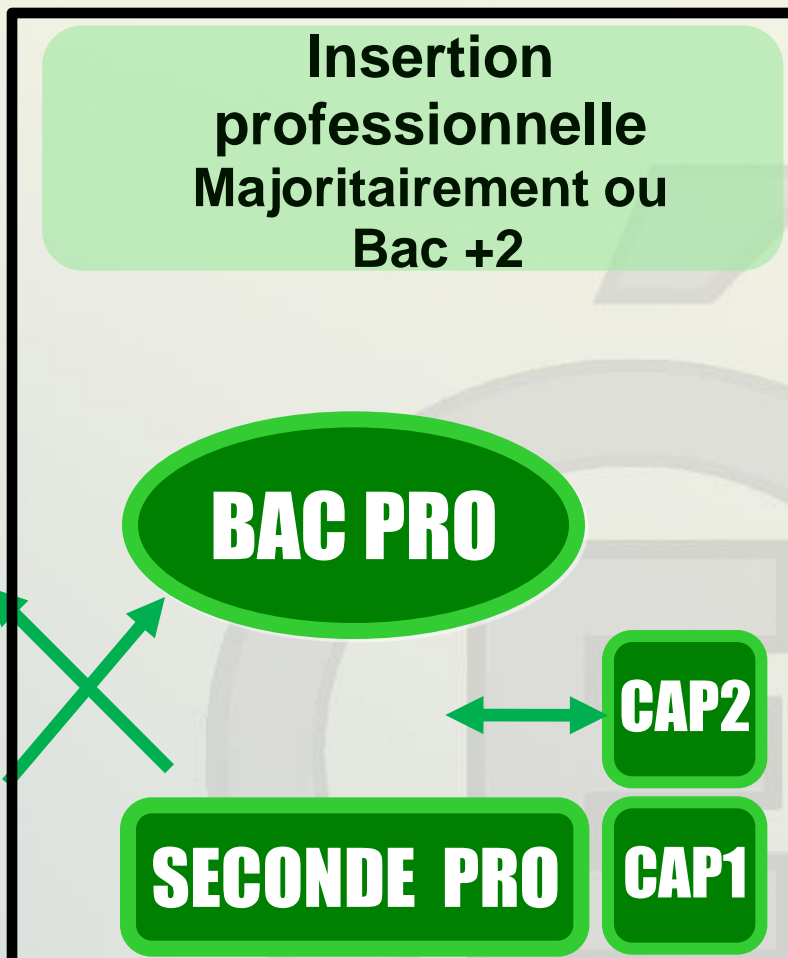 Insertion
professionnelle
Majoritairement ou
Bac +2
BAC PRO
CAP2
SECONDE PRO
CAP1